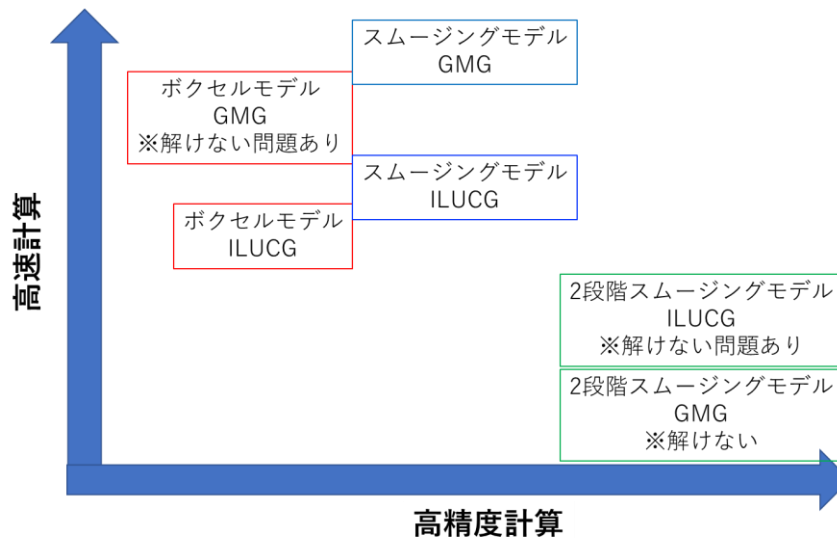 スムージングモデル
GMG
ボクセルモデル
GMG
※解けない問題あり
スムージングモデル
ILUCG
ボクセルモデル
ILUCG
2段階スムージングモデル
ILUCG
※解けない問題あり
2段階スムージングモデル
GMG
※解けない
高速計算
高精度計算